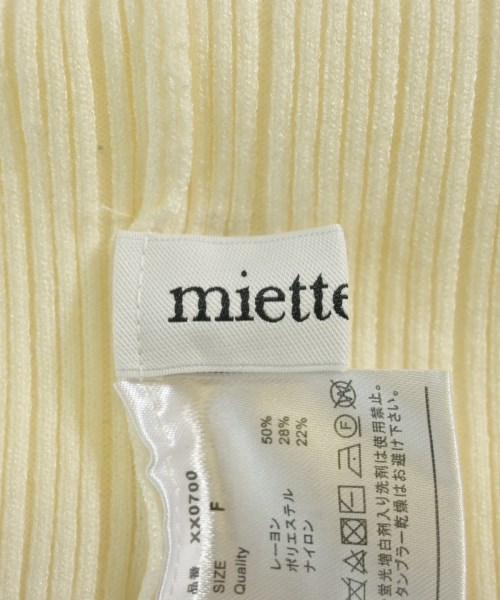 miette
品番 XX0700
SIZE F
Quality
レーヨン 50%
ポリエステル 28%
ナイロン 22%
蛍光増白剤入り洗剤は使用禁止。
タンブラー乾燥はお避け下さい。